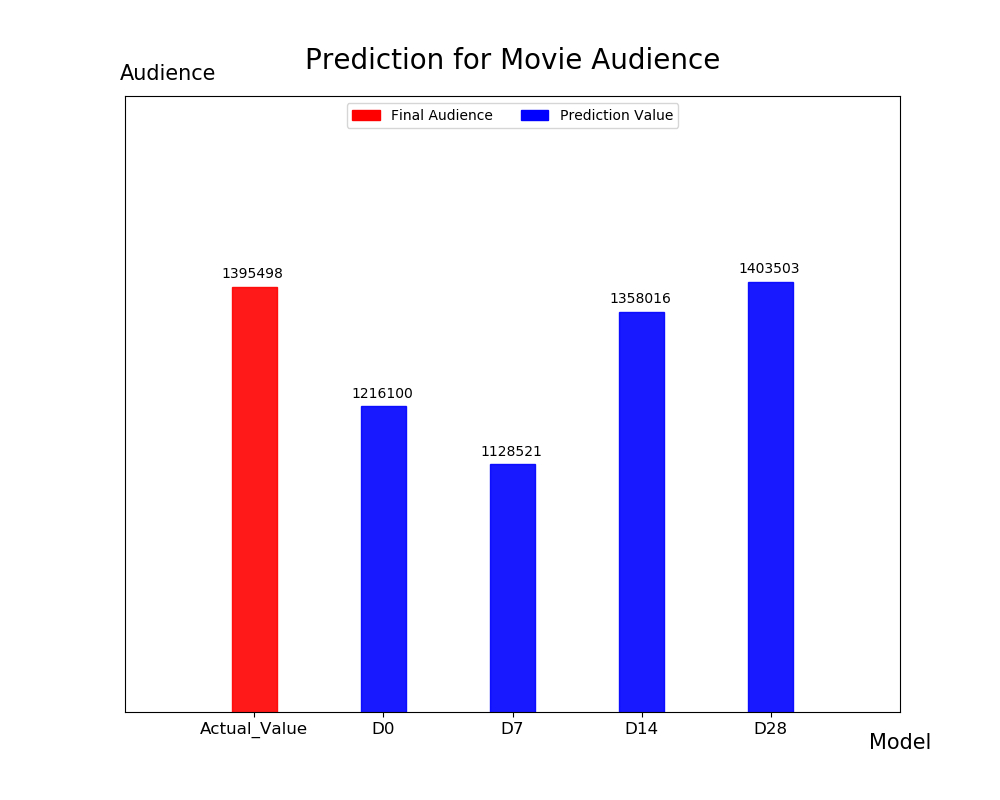 Prediction for Movie Audience
Audience
Final Audience
Prediction Value
1395498
1216100
1128521
1358016
1403503
Actual_Value
D0
D7
D14
D28
Model